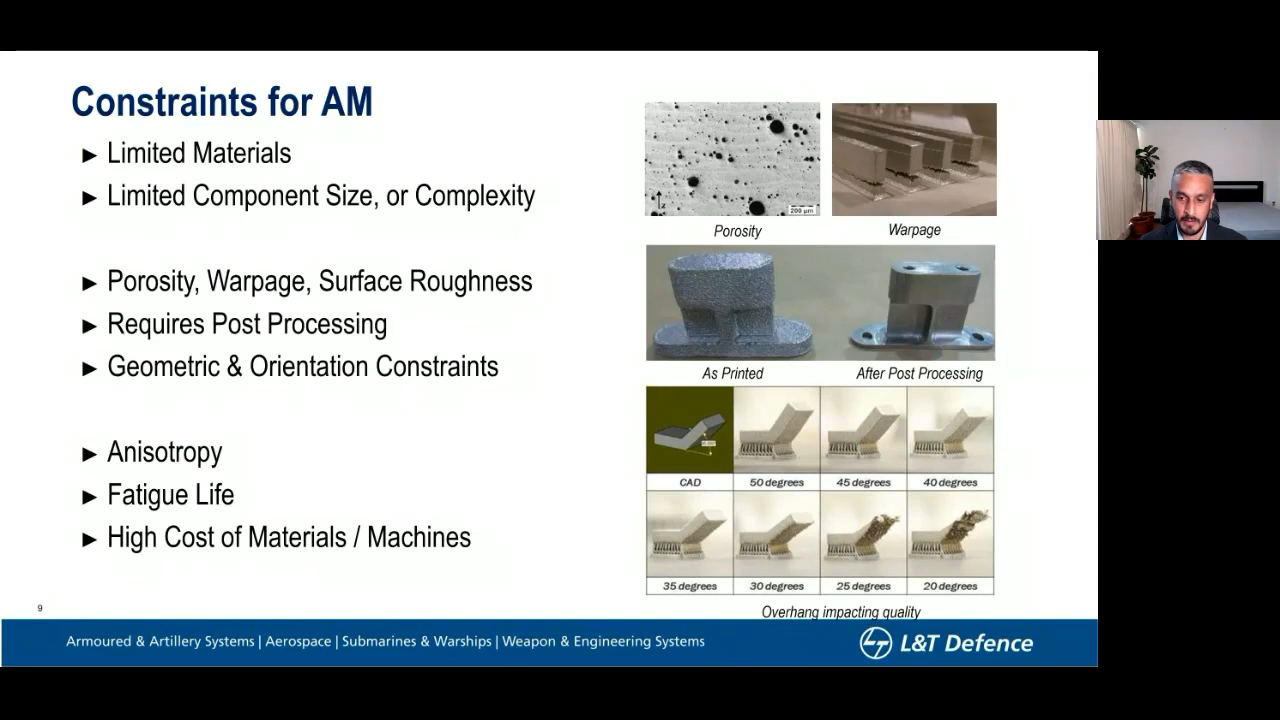 Constraints for AM
► Limited Materials
► Limited Component Size, or Complexity
► Porosity, Warpage, Surface Roughness
► Requires Post Processing
► Geometric & Orientation Constraints
► Anisotropy
► Fatigue Life
► High Cost of Materials / Machines
200 µm
Porosity
Warpage
As Printed
After Post Processing
CAD
50 degrees
45 degrees
40 degrees
35 degrees
30 degrees
25 degrees
20 degrees
Overhang impacting quality
9
Armoured & Artillery Systems | Aerospace | Submarines & Warships | Weapon & Engineering Systems
L&T Defence